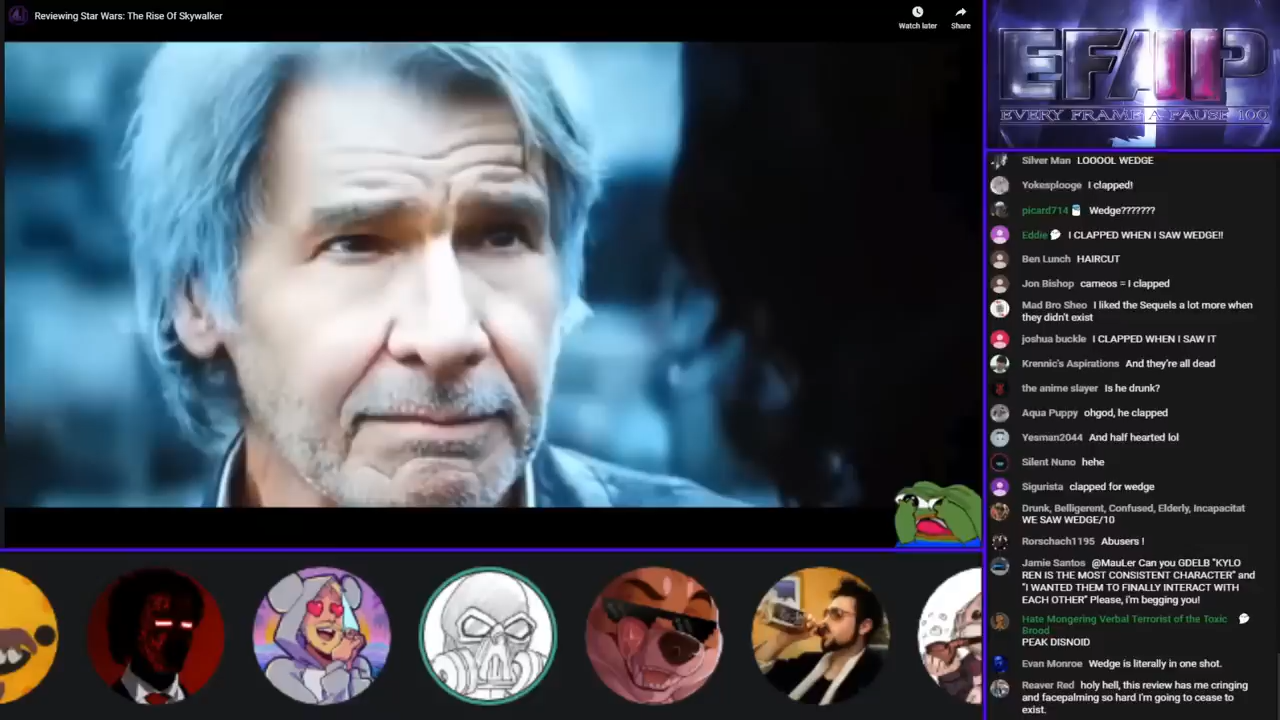 Reviewing Star Wars: The Rise Of Skywalker
Watch later
Share
EFAP
EVERY FRAME A PAUSE 100
Silver Man LOOOOL WEDGE
Yokesplooge I clapped!
picard714 Wedge???????
Eddie I CLAPPED WHEN I SAW WEDGE!!
Ben Lunch HAIRCUT
Jon Bishop cameos = I clapped
Mad Bro Sheo I liked the Sequels a lot more when
they didn't exist
joshua buckle I CLAPPED WHEN I SAW IT
Krennic's Aspirations And they're all dead
the anime slayer Is he drunk?
Aqua Puppy ohgod, he clapped
Yesman2044 And half hearted lol
Silent Nuno hehe
Sigurista clapped for wedge
Drunk, Belligerent, Confused, Elderly, Incapacitat
WE SAW WEDGE/10
Rorschach1195 Abusers !
Jamie Santos @MauLer Can you GDELB "KYLO
REN IS THE MOST CONSISTENT CHARACTER" and
"I WANTED THEM TO FINALLY INTERACT WITH
EACH OTHER" Please, i'm begging you!
Hate Mongering Verbal Terrorist of the Toxic
Brood
PEAK DISNOID
Evan Monroe Wedge is literally in one shot.
Reaver Red holy hell, this review has me cringing
and facepalming so hard I'm going to cease to
exist.